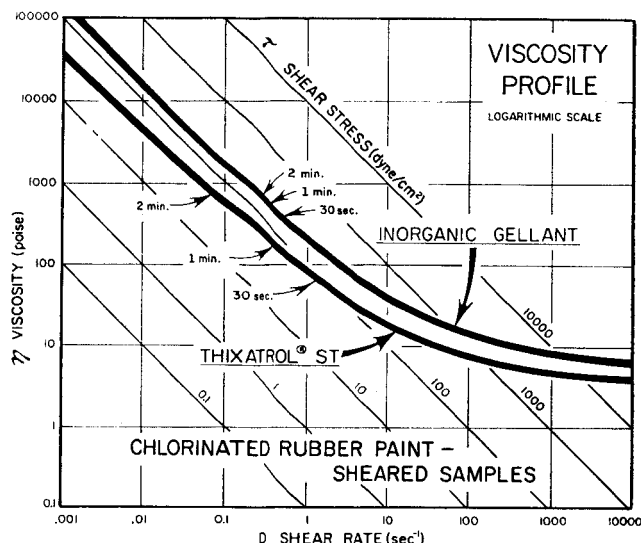 100000
10000
1000
100
10
1
0.1
η VISCOSITY (poise)
τ SHEAR STRESS (dyne/cm²)
VISCOSITY
PROFILE
LOGARITHMIC SCALE
2 min.
1 min.
30 sec.
2 min.
1 min.
30 sec.
INORGANIC GELLANT
THIXATROL® ST
0.1
1
10
100
1000
10000
CHLORINATED RUBBER PAINT –
SHEARED SAMPLES
.001
.01
0.1
1
10
100
1000
10000
D SHEAR RATE (sec⁻¹)